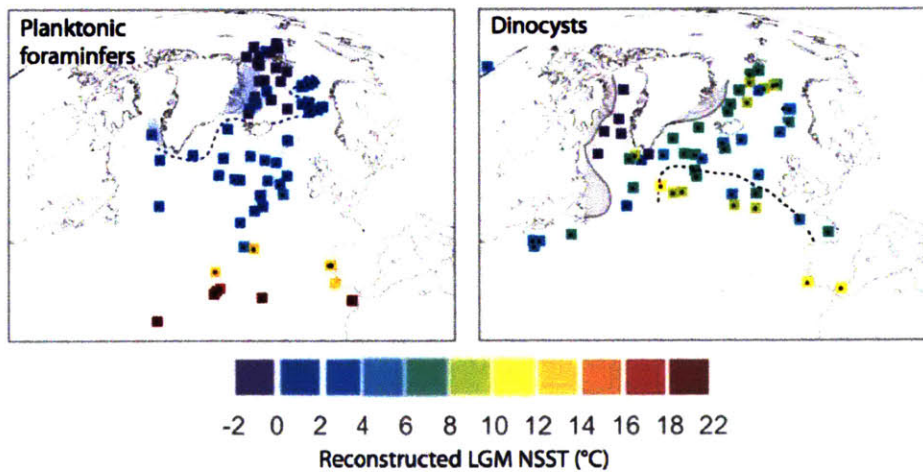 Planktonic
foraminfers
Dinocysts
-2 0 2 4 6 8 10 12 14 16 18 22
Reconstructed LGM NSST (°C)